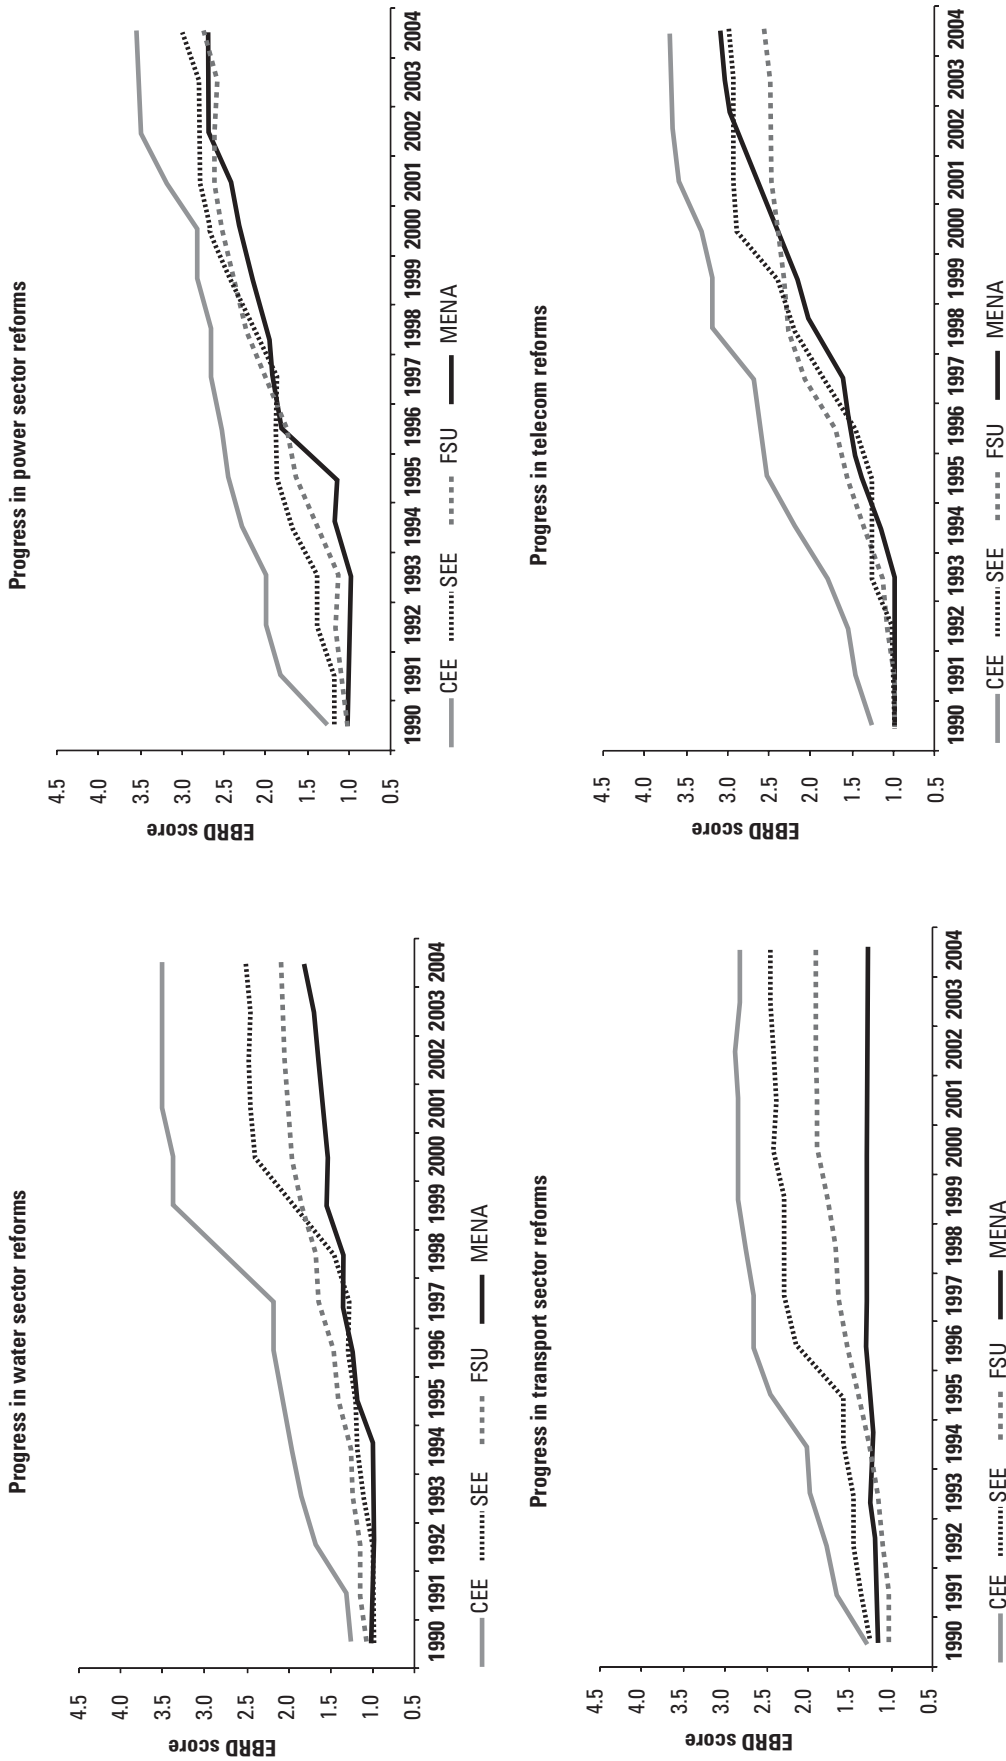 Progress in water sector reforms
4.5
4.0
3.5
3.0
2.5
2.0
1.5
1.0
0.5
EBRD score
1990 1991 1992 1993 1994 1995 1996 1997 1998 1999 2000 2001 2002 2003 2004
CEE SEE FSU MENA
Progress in power sector reforms
4.5
4.0
3.5
3.0
2.5
2.0
1.5
1.0
0.5
EBRD score
1990 1991 1992 1993 1994 1995 1996 1997 1998 1999 2000 2001 2002 2003 2004
CEE SEE FSU MENA
Progress in transport sector reforms
4.5
4.0
3.5
3.0
2.5
2.0
1.5
1.0
0.5
EBRD score
1990 1991 1992 1993 1994 1995 1996 1997 1998 1999 2000 2001 2002 2003 2004
CEE SEE FSU MENA
Progress in telecom reforms
4.5
4.0
3.5
3.0
2.5
2.0
1.5
1.0
0.5
EBRD score
1990 1991 1992 1993 1994 1995 1996 1997 1998 1999 2000 2001 2002 2003 2004
CEE SEE FSU MENA